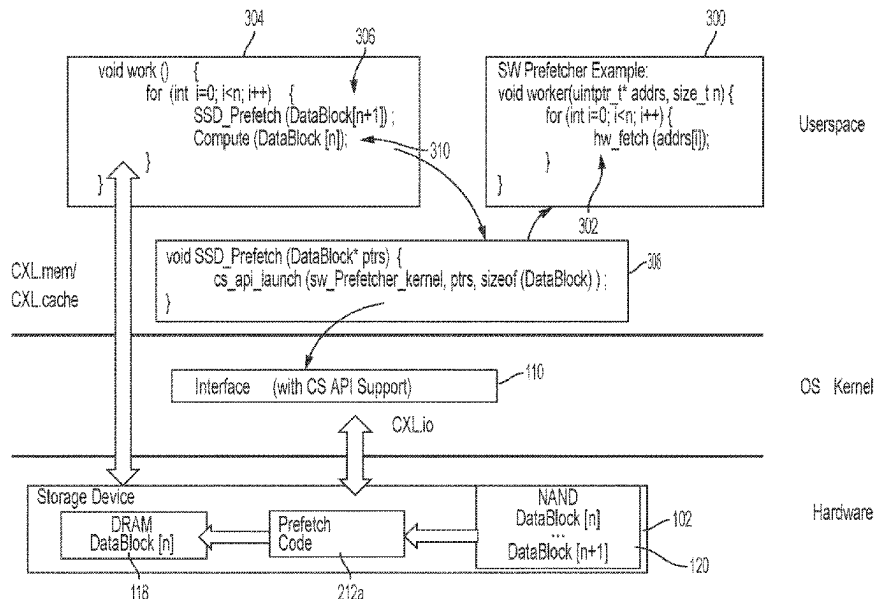 304
306
300
void work () {
for (int i=0; i<n; i++) {
SSD_Prefetch (DataBlock[n+1]) ;
Compute (DataBlock [n]);
}
}
310
SW Prefetcher Example:
void worker(uintptr_t* addrs, size_t n) {
for (int i=0; i<n; i++) {
hw_fetch (addrs[i]);
}
}
302
Userspace
void SSD_Prefetch (DataBlock* ptrs) {
cs_api_launch (sw_Prefetcher_kernel, ptrs, sizeof (DataBlock) ) ;
}
308
CXL.mem/
CXL.cache
Interface (with CS API Support)
110
OS Kernel
CXL.io
Storage Device
DRAM
DataBlock [n]
Prefetch
Code
NAND
DataBlock [n]
...
DataBlock [n+1]
102
120
Hardware
118
212a